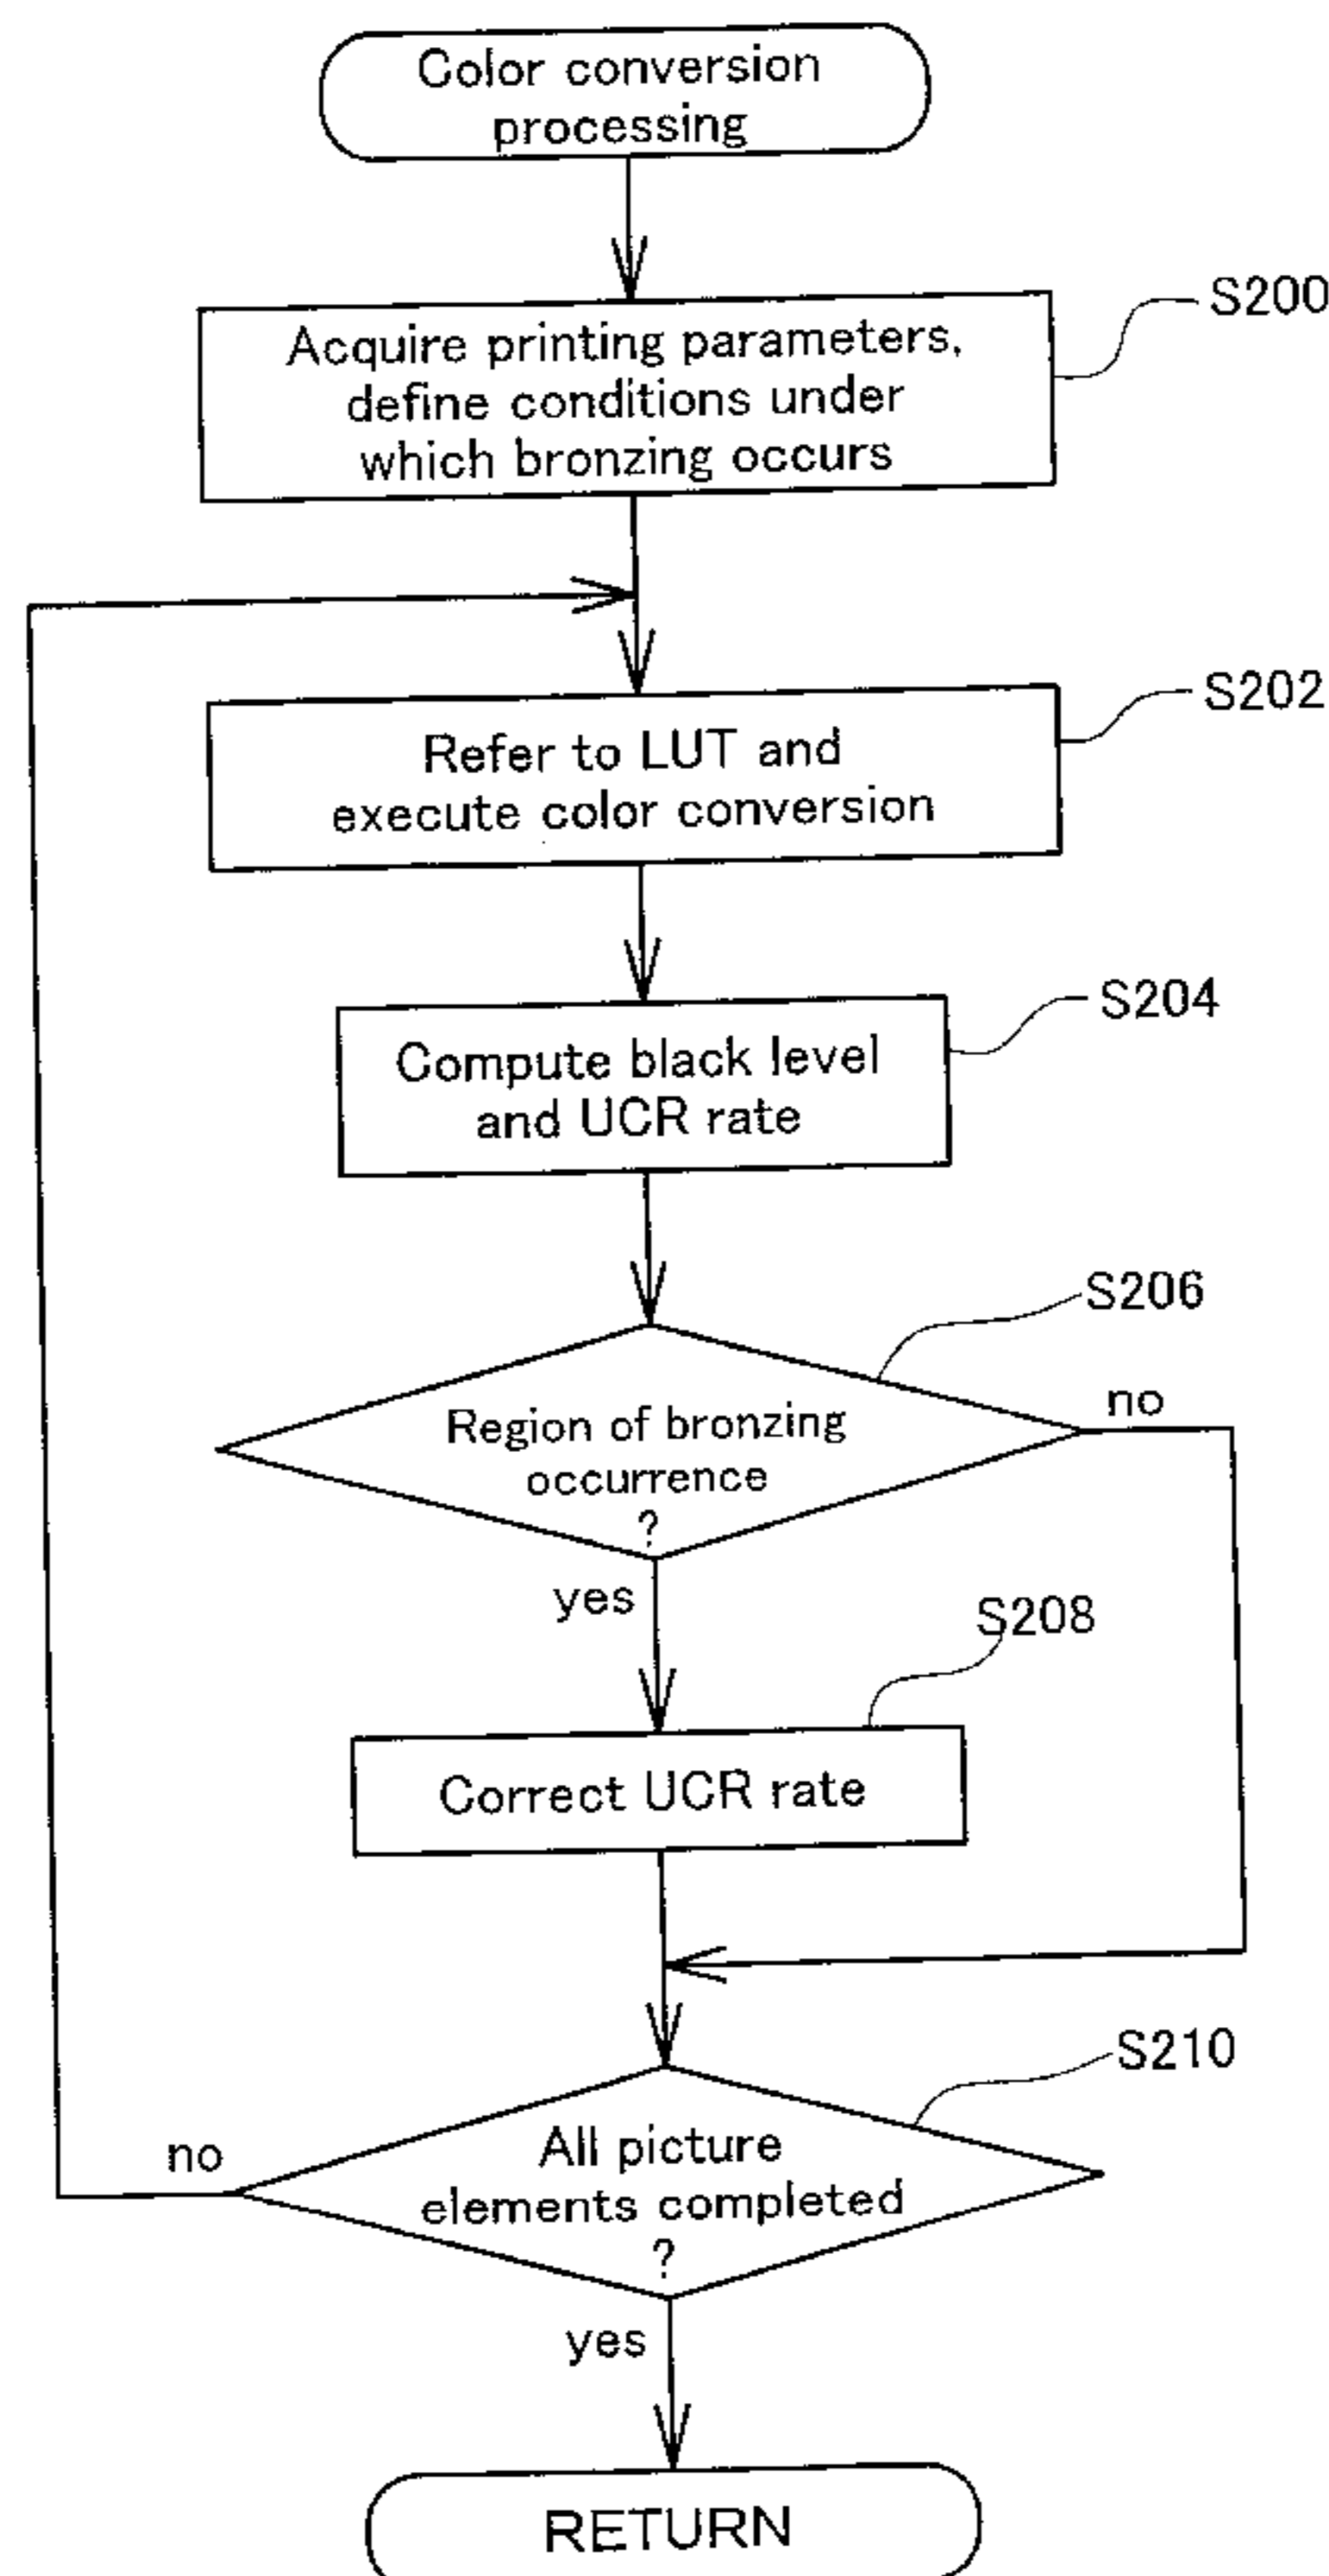 Color conversion
processing
S200
Acquire printing parameters,
define conditions under
which bronzing occurs
S202
Refer to LUT and
execute color conversion
S204
Compute black level
and UCR rate
S206
no
Region of bronzing
occurrence
?
yes
S208
Correct UCR rate
S210
no
All picture
elements completed
?
yes
RETURN